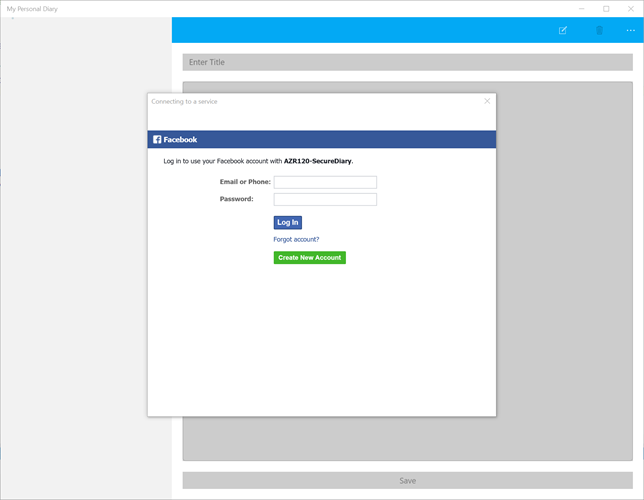 My Personal Diary
Enter Title
Connecting to a service
Facebook
Log in to use your Facebook account with AZR120-SecureDiary.
Email or Phone:
Password:
Log In
Forgot account?
Create New Account
Save